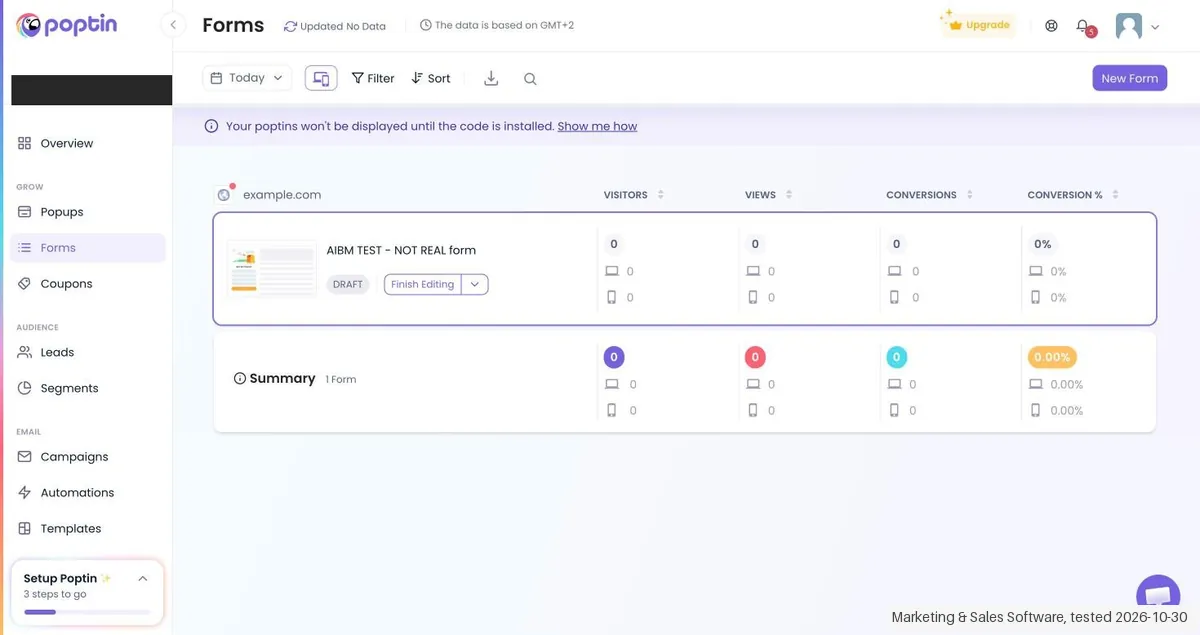 poptin
Forms
Updated No Data
The data is based on GMT+2
Upgrade
5
Today
Filter
Sort
New Form
Your poptins won't be displayed until the code is installed. Show me how
Overview
GROW
Popups
Forms
Coupons
AUDIENCE
Leads
Segments
EMAIL
Campaigns
Automations
Templates
Setup Poptin
3 steps to go
example.com
VISITORS
VIEWS
CONVERSIONS
CONVERSION %
AIBM TEST - NOT REAL form
DRAFT
Finish Editing
0
0
0
0%
0
0
0
0%
0
0
0
0%
Summary
1 Form
0
0
0
0.00%
0
0
0
0.00%
0
0
0
0.00%
Marketing & Sales Software, tested 2026-10-30